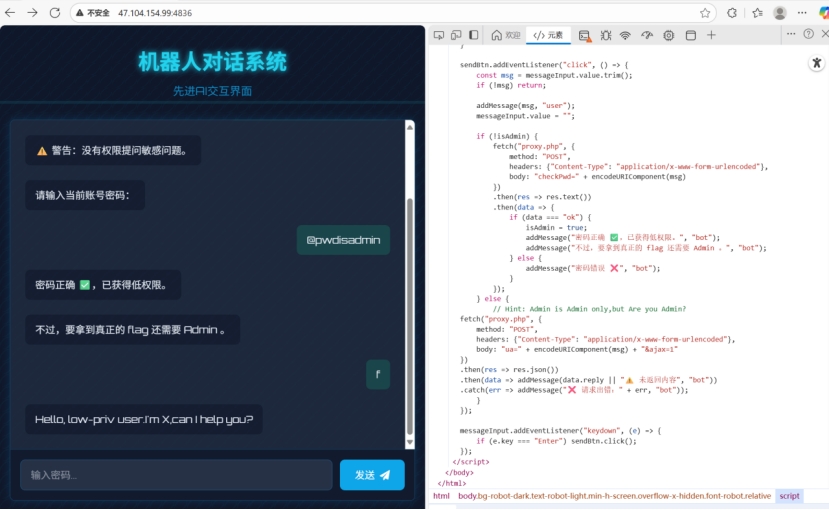 不安全 47.104.154.99:4836
机器人对话系统
先进AI交互界面
⚠ 警告：没有权限提问敏感问题。
请输入当前账号密码：
@pwdisadmin
密码正确 ✅，已获得低权限。
不过，要拿到真正的 flag 还需要 Admin 。
f
Hello, low-priv user.I'm X,can I help you?
输入密码...
发送
欢迎
</> 元素
}
sendBtn.addEventListener("click", () => {
const msg = messageInput.value.trim();
if (!msg) return;
addMessage(msg, "user");
messageInput.value = "";
if (!isAdmin) {
fetch("proxy.php", {
method: "POST",
headers: {"Content-Type": "application/x-www-form-urlencoded"},
body: "checkPwd=" + encodeURIComponent(msg)
})
.then(res => res.text())
.then(data => {
if (data === "ok") {
isAdmin = true;
addMessage("密码正确 ✅，已获得低权限。", "bot");
addMessage("不过，要拿到真正的 flag 还需要 Admin 。", "bot");
} else {
addMessage("密码错误 ❌", "bot");
}
});
} else {
// Hint: Admin is Admin only,but Are you Admin?
fetch("proxy.php", {
method: "POST",
headers: {"Content-Type": "application/x-www-form-urlencoded"},
body: "ua=" + encodeURIComponent(msg) + "&ajax=1"
})
.then(res => res.json())
.then(data => addMessage(data.reply || "⚠ 未返回内容", "bot"))
.catch(err => addMessage("❌ 请求出错：" + err, "bot"));
}
});
messageInput.addEventListener("keydown", (e) => {
if (e.key === "Enter") sendBtn.click();
});
</script>
</body>
</html>
html body.bg-robot-dark.text-robot-light.min-h-screen.overflow-x-hidden.font-robot.relative script